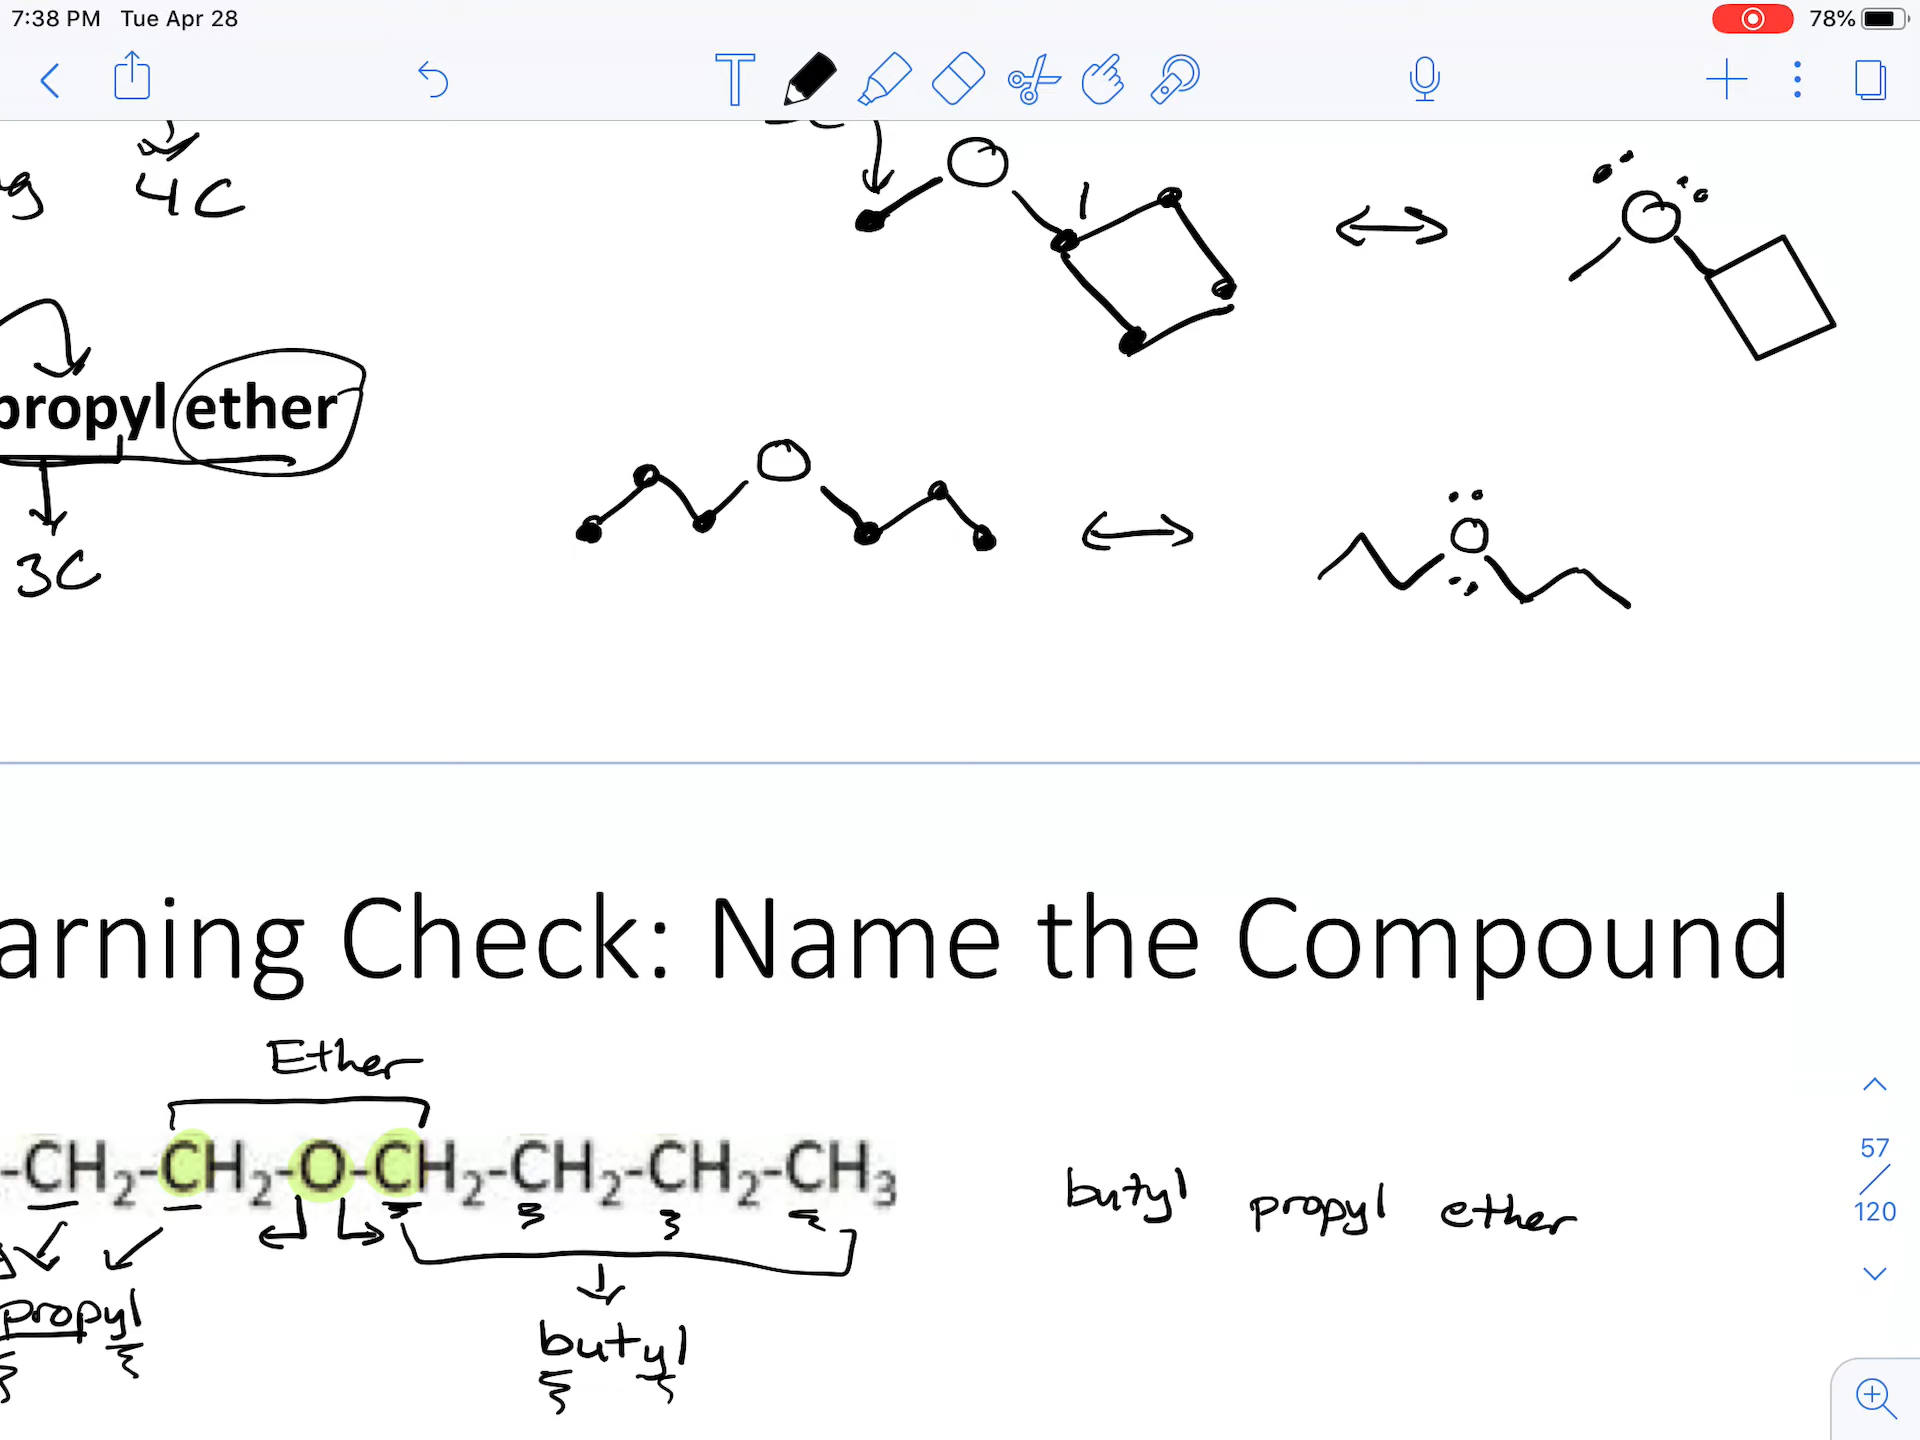 7:38 PM Tue Apr 28
78%
4C
O
1
O
propyl ether
3C
O
O
arning Check: Name the Compound
Ether
-CH₂-CH₂-O-CH₂-CH₂-CH₂-CH₃
butyl propyl ether
57
/
120
propyl
butyl